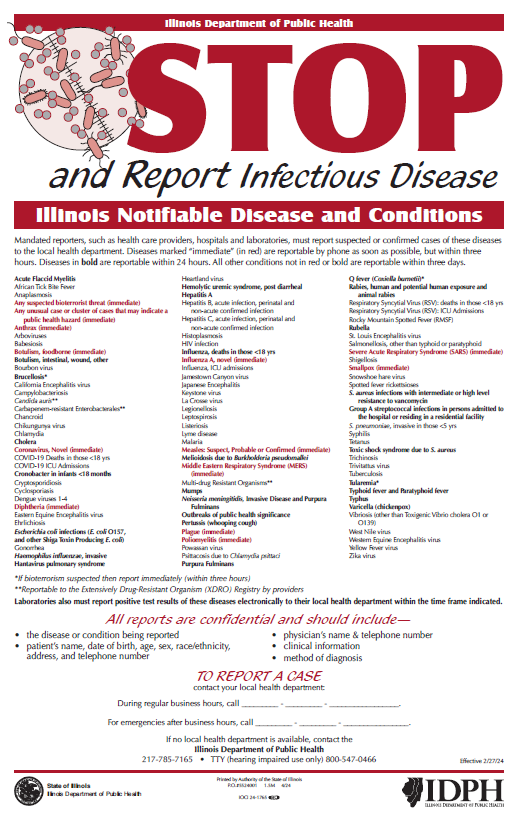 Illinois Department of Public Health
STOP
and Report Infectious Disease
Illinois Notifiable Disease and Conditions
Mandated reporters, such as health care providers, hospitals and laboratories, must report suspected or confirmed cases of these diseases
to the local health department. Diseases marked "immediate" (in red) are reportable by phone as soon as possible, but within three
hours. Diseases in bold are reportable within 24 hours. All other conditions not in red or bold are reportable within three days.
Acute Flaccid Myelitis
African Tick Bite Fever
Anaplasmosis
Any suspected bioterrorist threat (immediate)
Any unusual case or cluster of cases that may indicate a
public health hazard (immediate)
Anthrax (immediate)
Arboviruses
Babesiosis
Botulism, foodborne (immediate)
Botulism, intestinal, wound, other
Bourbon virus
Brucellosis*
California Encephalitis virus
Campylobacteriosis
Candida auris**
Carbapenem-resistant Enterobacterales**
Chancroid
Chikungunya virus
Chlamydia
Cholera
Coronavirus, Novel (immediate)
COVID-19 Deaths in those <18 yrs
COVID-19 ICU Admissions
Cronobacter in infants <18 months
Cryptosporidiosis
Cyclosporiasis
Dengue viruses 1-4
Diphtheria (immediate)
Eastern Equine Encephalitis virus
Ehrlichiosis
Escherichia coli infections (E. coli O157,
and other Shiga Toxin Producing E. coli)
Gonorrhea
Haemophilus influenzae, invasive
Hantavirus pulmonary syndrome
Heartland virus
Hemolytic uremic syndrome, post diarrheal
Hepatitis A
Hepatitis B, acute infection, perinatal and
non-acute confirmed infection
Hepatitis C, acute infection, perinatal and
non-acute confirmed infection
Histoplasmosis
HIV infection
Influenza, deaths in those <18 yrs
Influenza A, novel (immediate)
Influenza, ICU admissions
Jamestown Canyon virus
Japanese Encephalitis
Keystone virus
La Crosse virus
Legionellosis
Leptospirosis
Listeriosis
Lyme disease
Malaria
Measles: Suspect, Probable or Confirmed (immediate)
Melioidosis due to Burkholderia pseudomallei
Middle Eastern Respiratory Syndrome (MERS)
(immediate)
Multi-drug Resistant Organisms**
Mumps
Neisseria meningitidis, Invasive Disease and Purpura
Fulminans
Outbreaks of public health significance
Pertussis (whooping cough)
Plague (immediate)
Poliomyelitis (immediate)
Powassan virus
Psittacosis due to Chlamydia psittaci
Purpura Fulminans
Q fever (Coxiella burnetii)*
Rabies, human and potential human exposure and
animal rabies
Respiratory Syncytial Virus (RSV): deaths in those <18 yrs
Respiratory Syncytial Virus (RSV): ICU Admissions
Rocky Mountain Spotted Fever (RMSF)
Rubella
St. Louis Encephalitis virus
Salmonellosis, other than typhoid or paratyphoid
Severe Acute Respiratory Syndrome (SARS) (immediate)
Shigellosis
Smallpox (immediate)
Snowshoe hare virus
Spotted fever rickettsioses
S. aureus infections with intermediate or high level
resistance to vancomycin
Group A streptococcal infections in persons admitted to
the hospital or residing in a residential facility
S. pneumoniae, invasive in those <5 yrs
Syphilis
Tetanus
Toxic shock syndrome due to S. aureus
Trichinosis
Trivittatus virus
Tuberculosis
Tularemia*
Typhoid fever and Paratyphoid fever
Typhus
Varicella (chickenpox)
Vibriosis (other than Toxigenic Vibrio cholera O1 or
O139)
West Nile virus
Western Equine Encephalitis virus
Yellow Fever virus
Zika virus
*If bioterrorism suspected then report immediately (within three hours)
**Reportable to the Extensively Drug-Resistant Organism (XDRO) Registry by providers
Laboratories also must report positive test results of these diseases electronically to their local health department within the time frame indicated.
All reports are confidential and should include—
• the disease or condition being reported
• patient's name, date of birth, age, sex, race/ethnicity,
address, and telephone number
• physician's name & telephone number
• clinical information
• method of diagnosis
TO REPORT A CASE
contact your local health department:
During regular business hours, call ________ - ________ - ________________.
For emergencies after business hours, call ________ - ________ - ________________.
If no local health department is available, contact the
Illinois Department of Public Health
217-785-7165 • TTY (hearing impaired use only) 800-547-0466
Effective 2/27/24
State of Illinois
Illinois Department of Public Health
Printed by Authority of the State of Illinois
P.O.#5524001 1.5M 4/24
IOCI 24-1765
IDPH
ILLINOIS DEPARTMENT OF PUBLIC HEALTH